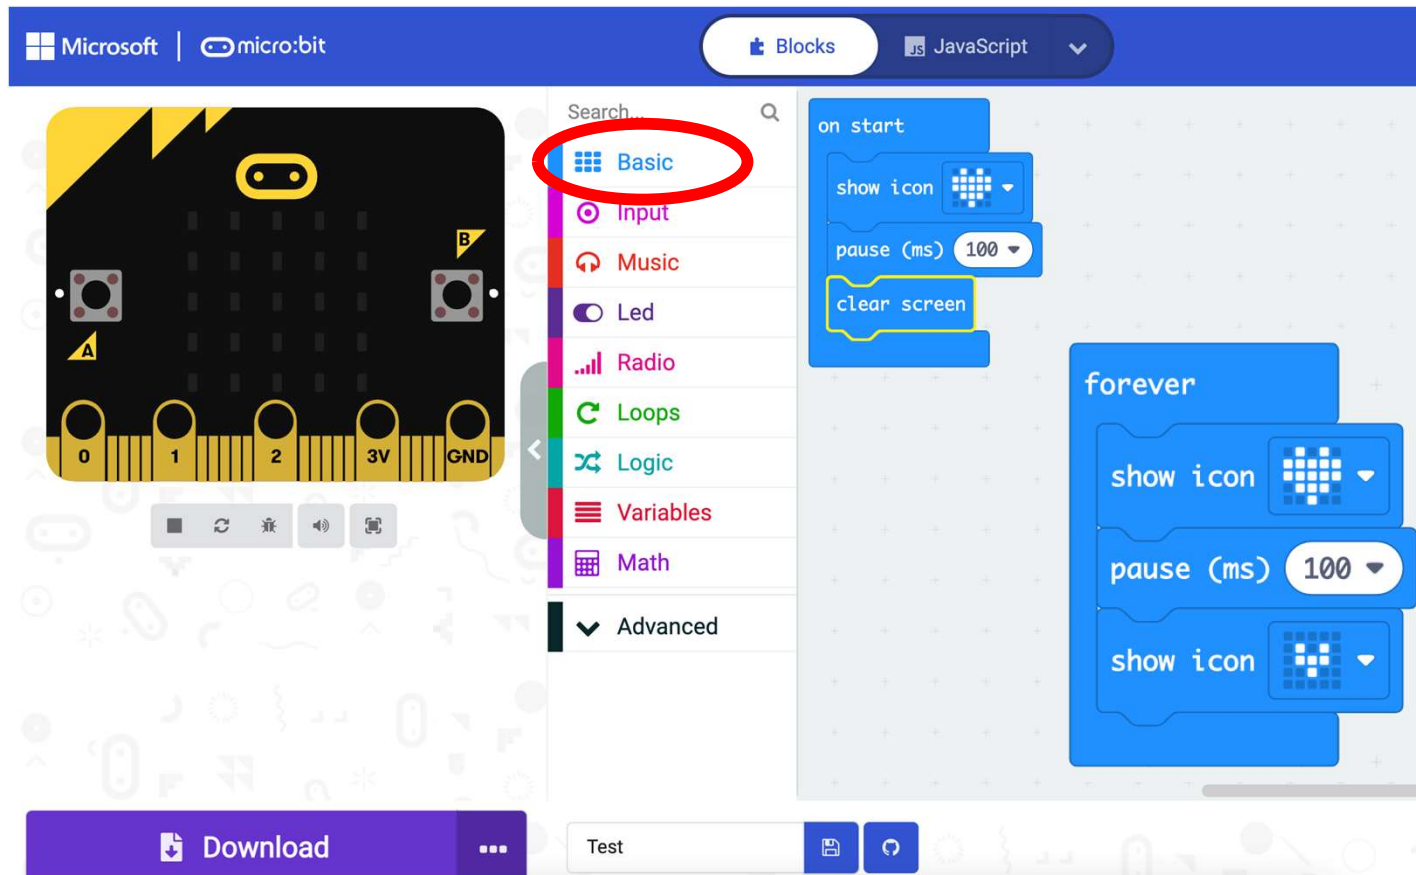 Microsoft | micro:bit
Blocks
JS JavaScript
Search...
Basic
Input
Music
Led
Radio
Loops
Logic
Variables
Math
Advanced
on start
show icon
pause (ms) 100
clear screen
forever
show icon
pause (ms) 100
show icon
B
A
0 1 2 3V GND
Download ...
Test